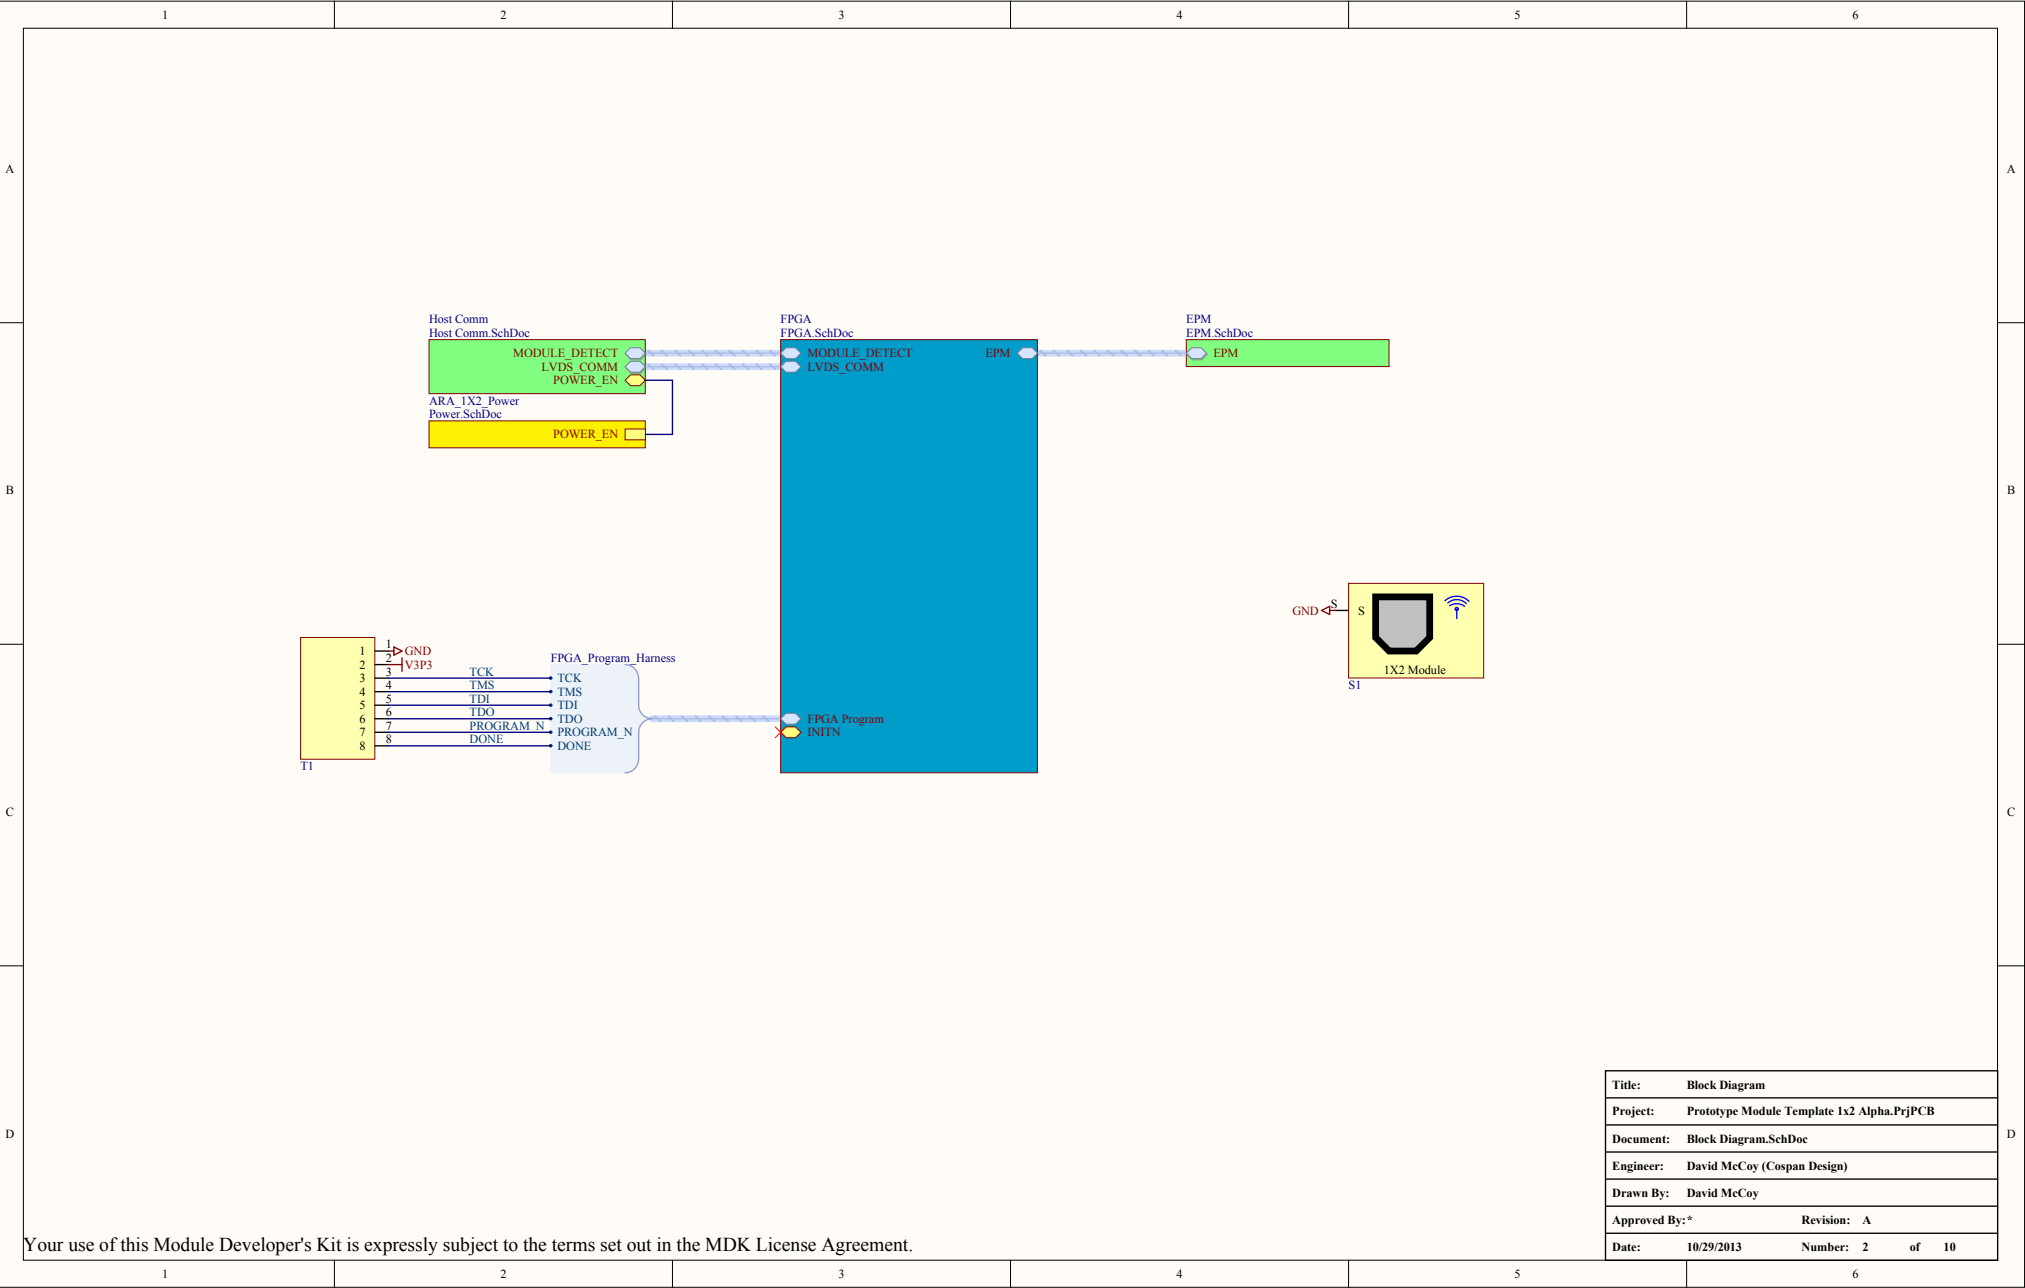 1 2 3 4 5 6
A A
Host Comm
Host Comm.SchDoc
MODULE_DETECT
LVDS_COMM
POWER_EN
ARA_1X2_Power
Power.SchDoc
POWER_EN
FPGA
FPGA.SchDoc
MODULE_DETECT EPM
LVDS_COMM
EPM
EPM.SchDoc
EPM
B B
GND S S
1X2 Module
S1
1 1 GND
2 2 V3P3
3 3 TCK
4 4 TMS
5 5 TDI
6 6 TDO
7 7 PROGRAM_N
8 8 DONE
T1
FPGA_Program_Harness
TCK
TMS
TDI
TDO
PROGRAM_N
DONE
FPGA Program
INITN
C C
D D
Title: Block Diagram
Project: Prototype Module Template 1x2 Alpha.PrjPCB
Document: Block Diagram.SchDoc
Engineer: David McCoy (Cospan Design)
Drawn By: David McCoy
Approved By: * Revision: A
Date: 10/29/2013 Number: 2 of 10
Your use of this Module Developer's Kit is expressly subject to the terms set out in the MDK License Agreement.
1 2 3 4 5 6